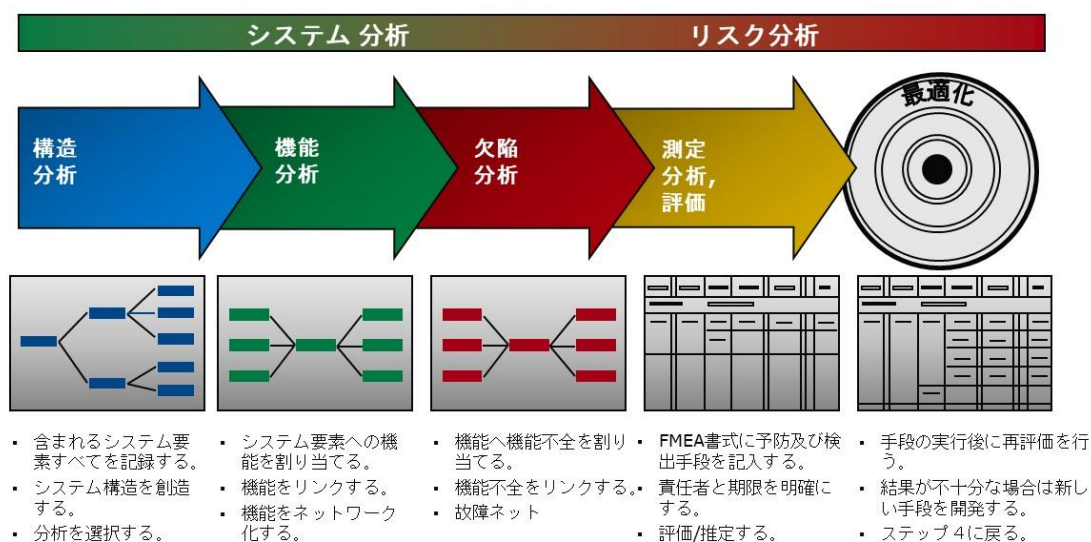 システム 分析
リスク分析
構造
分析
機能
分析
欠陥
分析
測定
分析,
評価
最適化
▪ 含まれるシステム要
素すべてを記録する。
▪ システム構造を創造
する。
▪ 分析を選択する。
▪ システム要素への機
能を割り当てる。
▪ 機能をリンクする。
▪ 機能をネットワーク
化する。
▪ 機能へ機能不全を割り
当てる。
▪ 機能不全をリンクする。
▪ 故障ネット
▪ FMEA書式に予防及び検
出手段を記入する。
▪ 責任者と期限を明確に
する。
▪ 評価/推定する。
▪ 手段の実行後に再評価を行
う。
▪ 結果が不十分な場合は新し
い手段を開発する。
▪ ステップ４に戻る。